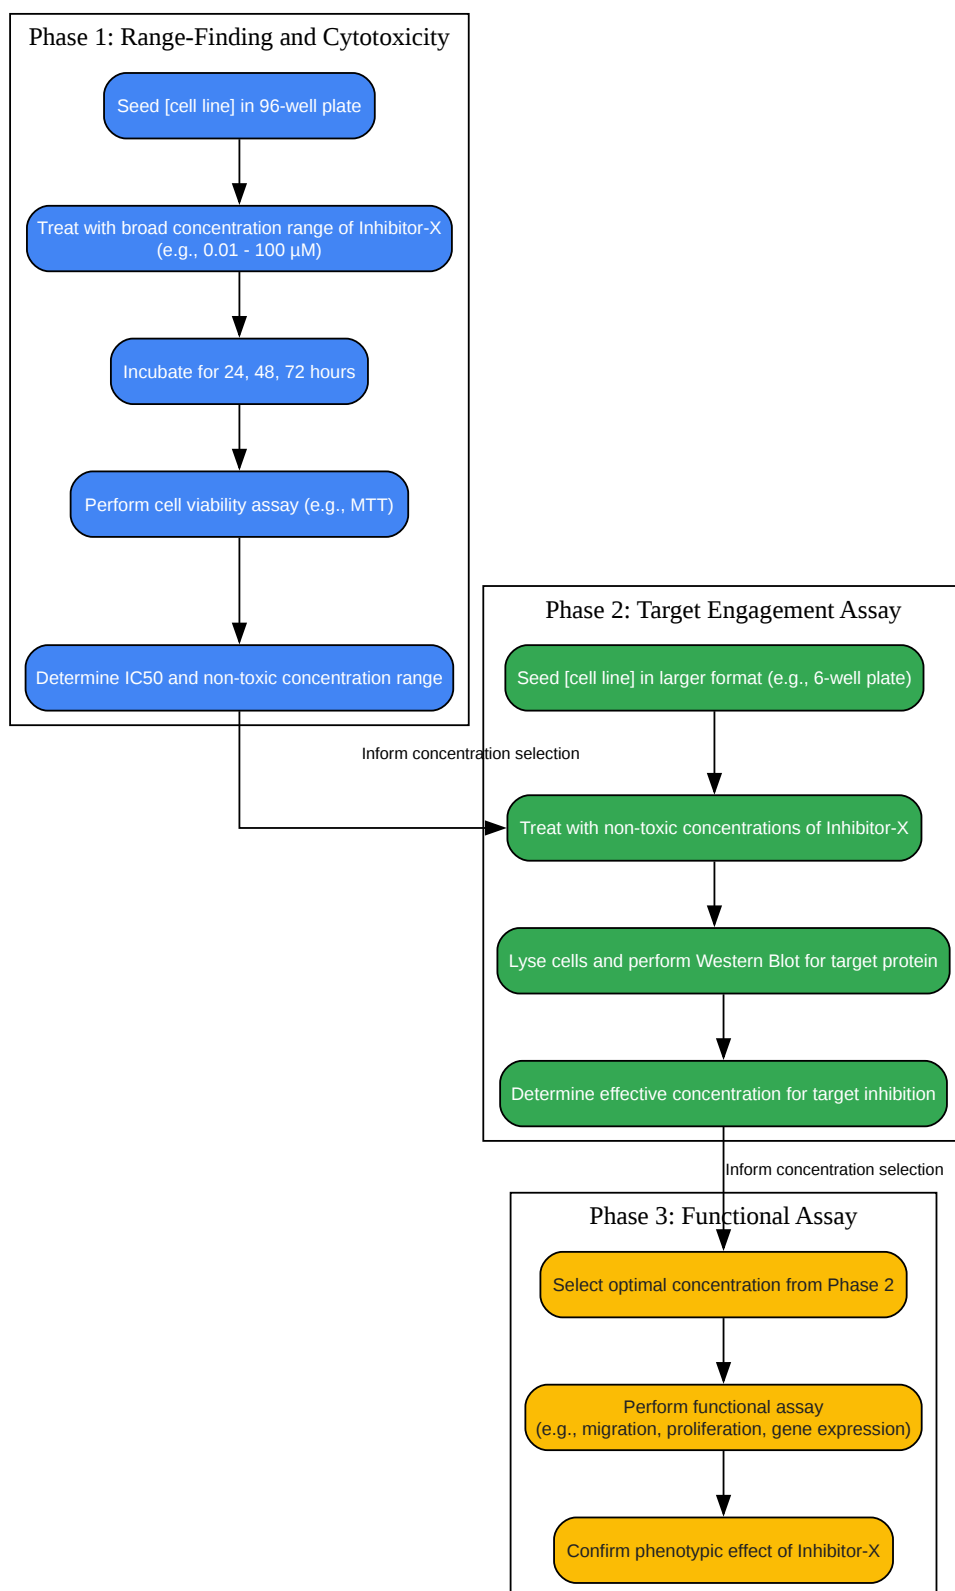 Phase 1: Range-Finding and Cytotoxicity
Seed [cell line] in 96-well plate
Treat with broad concentration range of Inhibitor-X
(e.g., 0.01 - 100 µM)
Incubate for 24, 48, 72 hours
Perform cell viability assay (e.g., MTT)
Determine IC50 and non-toxic concentration range
Inform concentration selection
Phase 2: Target Engagement Assay
Seed [cell line] in larger format (e.g., 6-well plate)
Treat with non-toxic concentrations of Inhibitor-X
Lyse cells and perform Western Blot for target protein
Determine effective concentration for target inhibition
Inform concentration selection
Phase 3: Functional Assay
Select optimal concentration from Phase 2
Perform functional assay
(e.g., migration, proliferation, gene expression)
Confirm phenotypic effect of Inhibitor-X